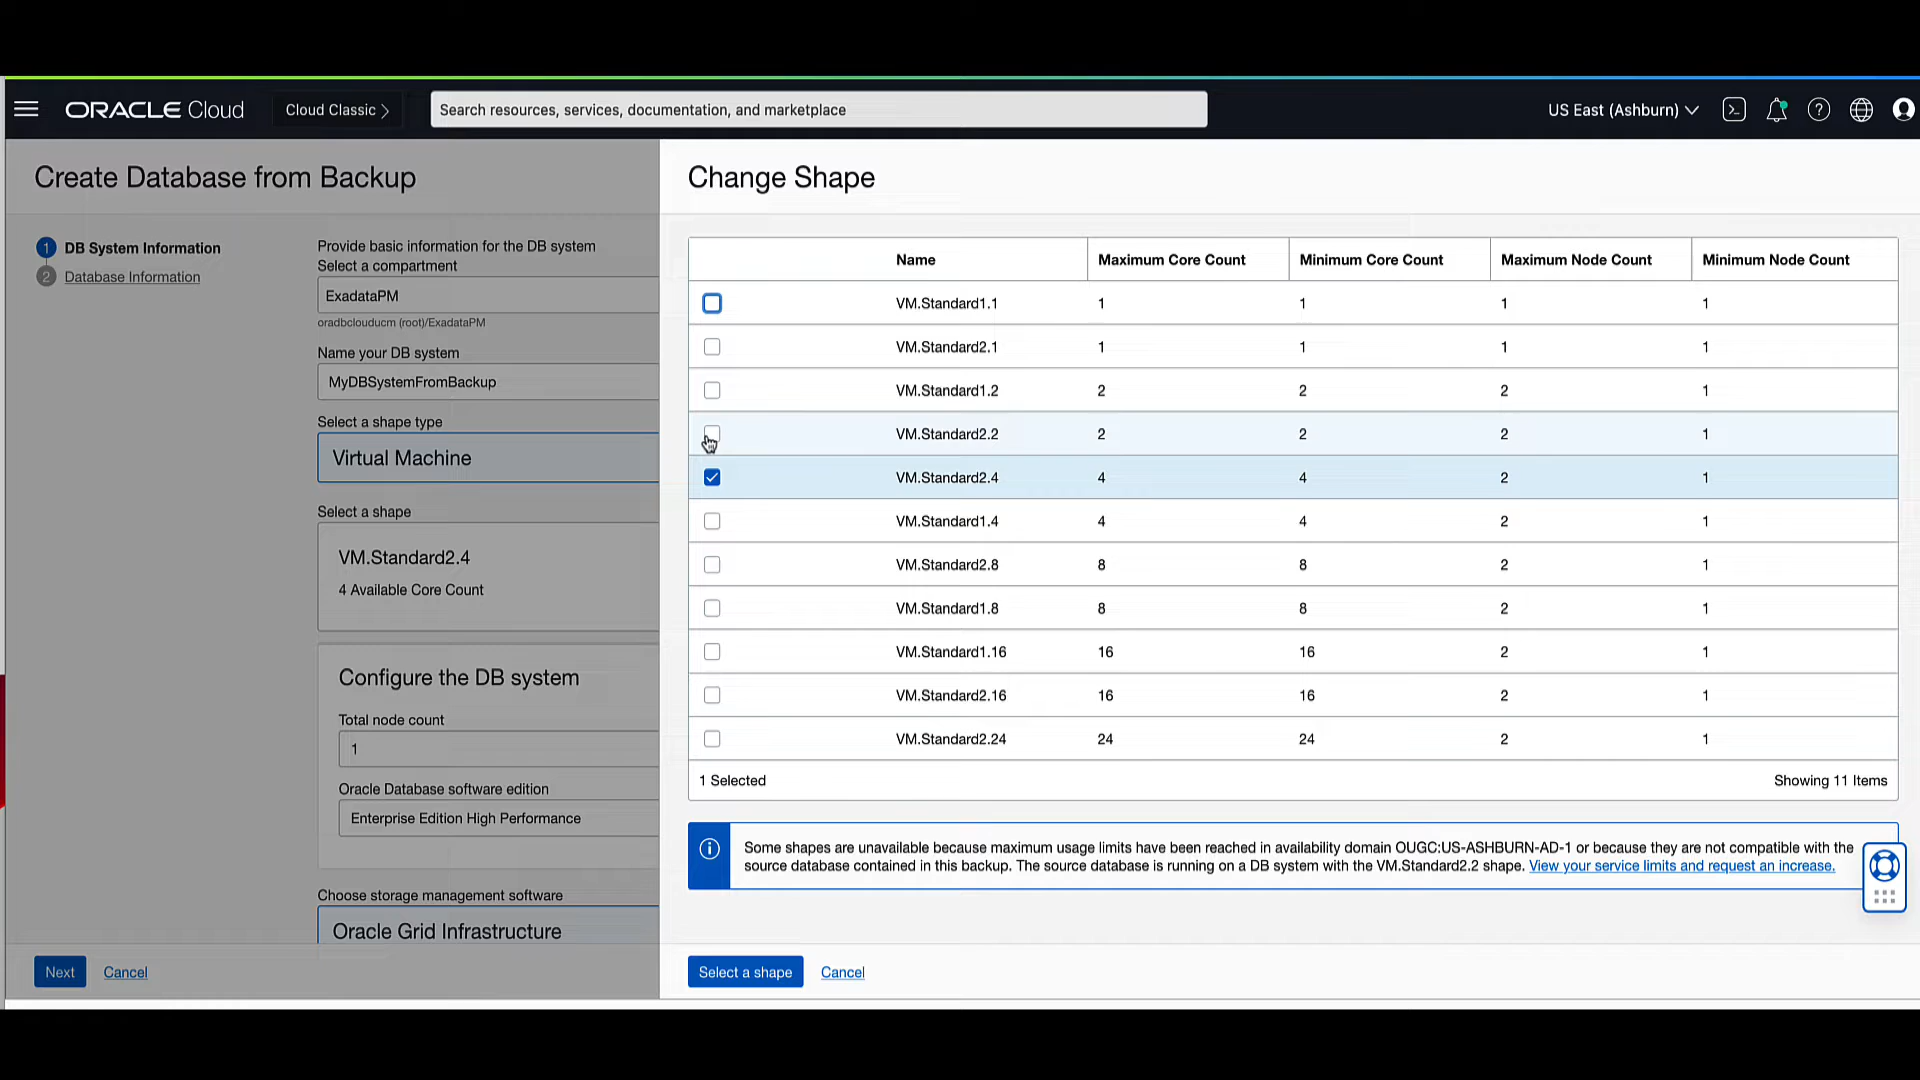 ORACLE Cloud
Cloud Classic
Search resources, services, documentation, and marketplace
US East (Ashburn)
Create Database from Backup
1 DB System Information
2 Database Information
Provide basic information for the DB system
Select a compartment
ExadataPM
oradbclouducm (root)/ExadataPM
Name your DB system
MyDBSystemFromBackup
Select a shape type
Virtual Machine
Select a shape
VM.Standard2.4
4 Available Core Count
Configure the DB system
Total node count
1
Oracle Database software edition
Enterprise Edition High Performance
Choose storage management software
Oracle Grid Infrastructure
Next Cancel
Change Shape
Name Maximum Core Count Minimum Core Count Maximum Node Count Minimum Node Count
VM.Standard1.1 1 1 1 1
VM.Standard2.1 1 1 1 1
VM.Standard1.2 2 2 2 1
VM.Standard2.2 2 2 2 1
VM.Standard2.4 4 4 2 1
VM.Standard1.4 4 4 2 1
VM.Standard2.8 8 8 2 1
VM.Standard1.8 8 8 2 1
VM.Standard1.16 16 16 2 1
VM.Standard2.16 16 16 2 1
VM.Standard2.24 24 24 2 1
1 Selected Showing 11 Items
Some shapes are unavailable because maximum usage limits have been reached in availability domain OUGC:US-ASHBURN-AD-1 or because they are not compatible with the
source database contained in this backup. The source database is running on a DB system with the VM.Standard2.2 shape. View your service limits and request an increase.
Select a shape Cancel